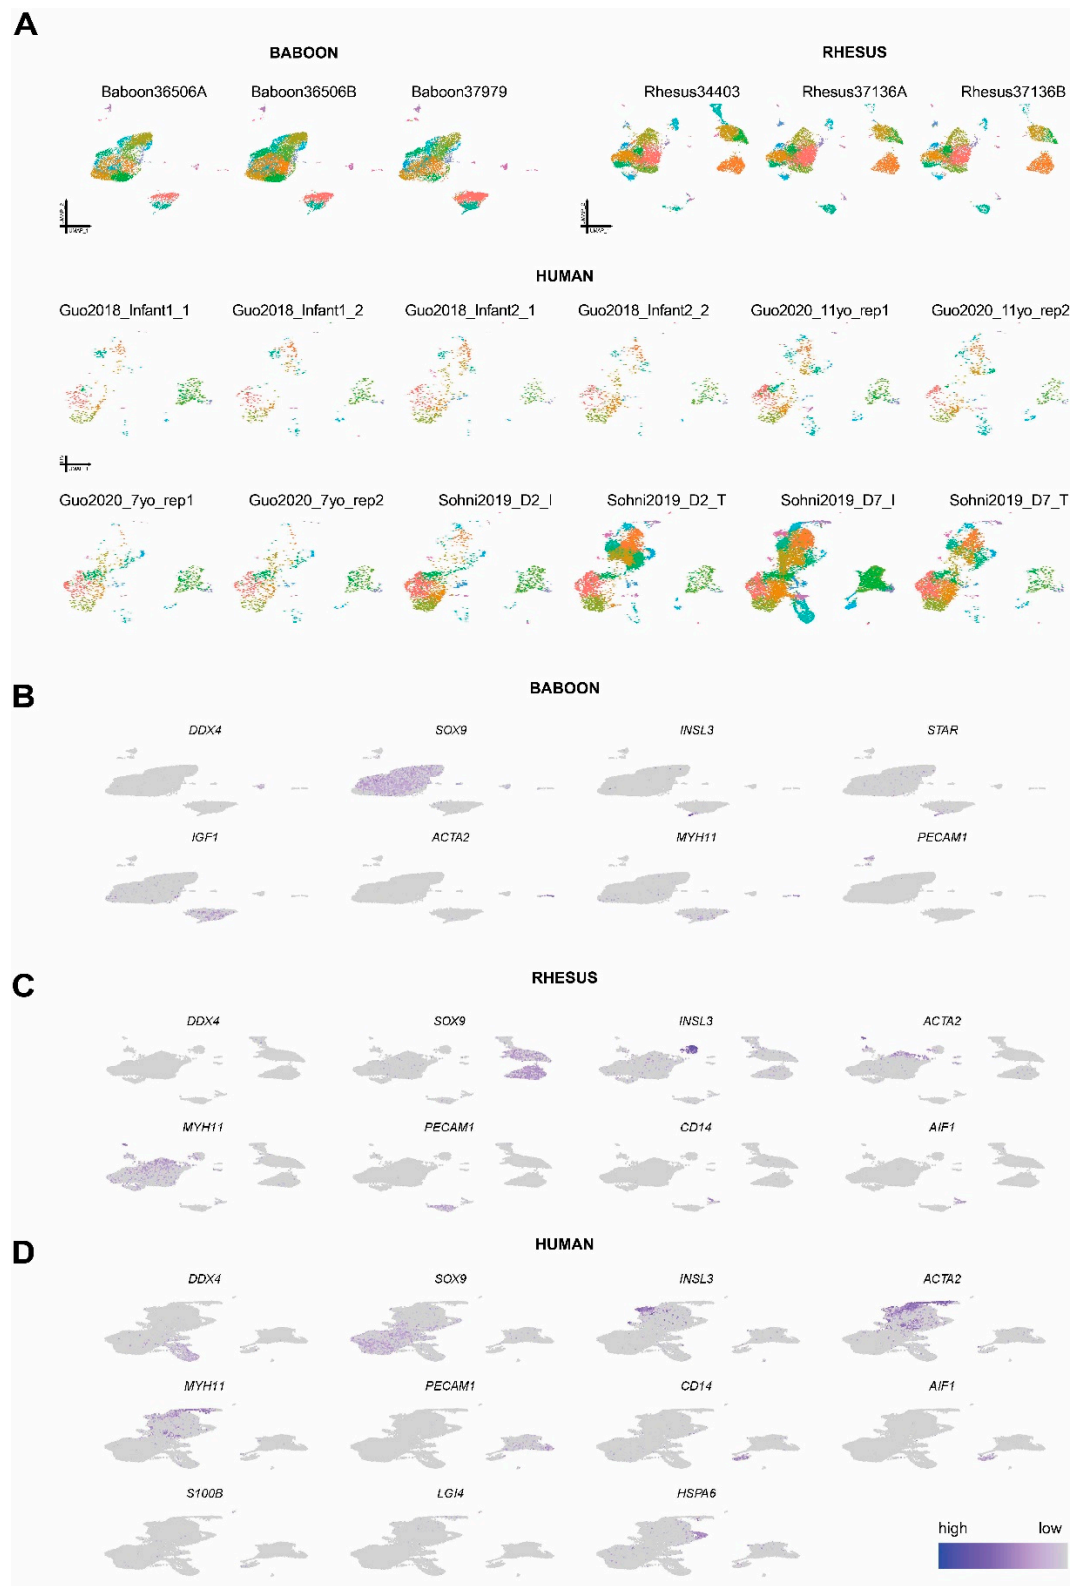 A
BABOON RHESUS
Baboon36506A Baboon36506B Baboon37979 Rhesus34403 Rhesus37136A Rhesus37136B
UMAP_1
HUMAN
Guo2018_Infant1_1 Guo2018_Infant1_2 Guo2018_Infant2_1 Guo2018_Infant2_2 Guo2020_11yo_rep1 Guo2020_11yo_rep2
Guo2020_7yo_rep1 Guo2020_7yo_rep2 Sohni2019_D2_I Sohni2019_D2_T Sohni2019_D7_I Sohni2019_D7_T
B
BABOON
DDX4 SOX9 INSL3 STAR
IGF1 ACTA2 MYH11 PECAM1
C
RHESUS
DDX4 SOX9 INSL3 ACTA2
MYH11 PECAM1 CD14 AIF1
D
HUMAN
DDX4 SOX9 INSL3 ACTA2
MYH11 PECAM1 CD14 AIF1
S100B LGI4 HSPA6
high low